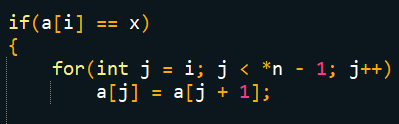 if(a[i] == x)
{
    for(int j = i; j < *n - 1; j++)
        a[j] = a[j + 1];